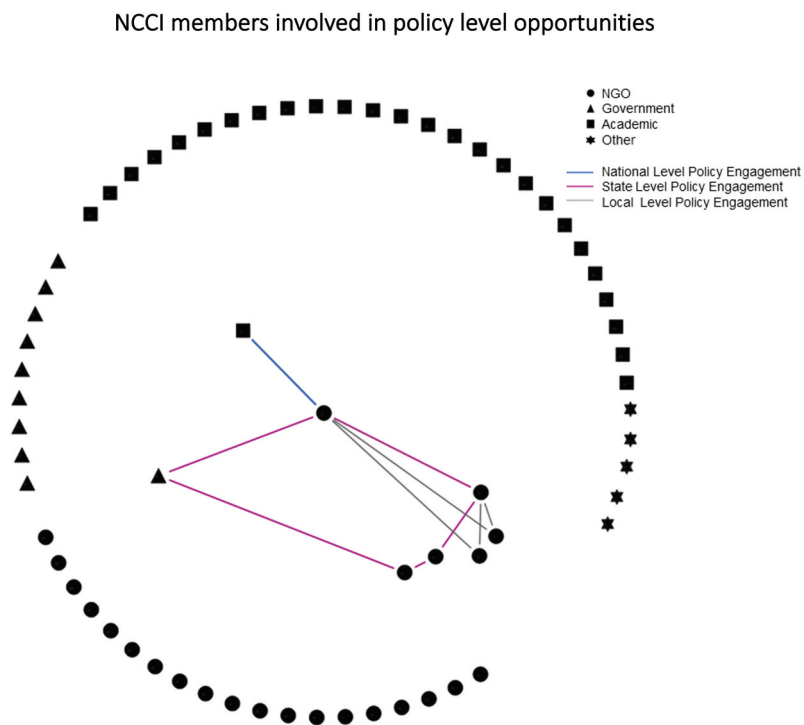 NCCI members involved in policy level opportunities
NGO
Government
Academic
Other
National Level Policy Engagement
State Level Policy Engagement
Local Level Policy Engagement